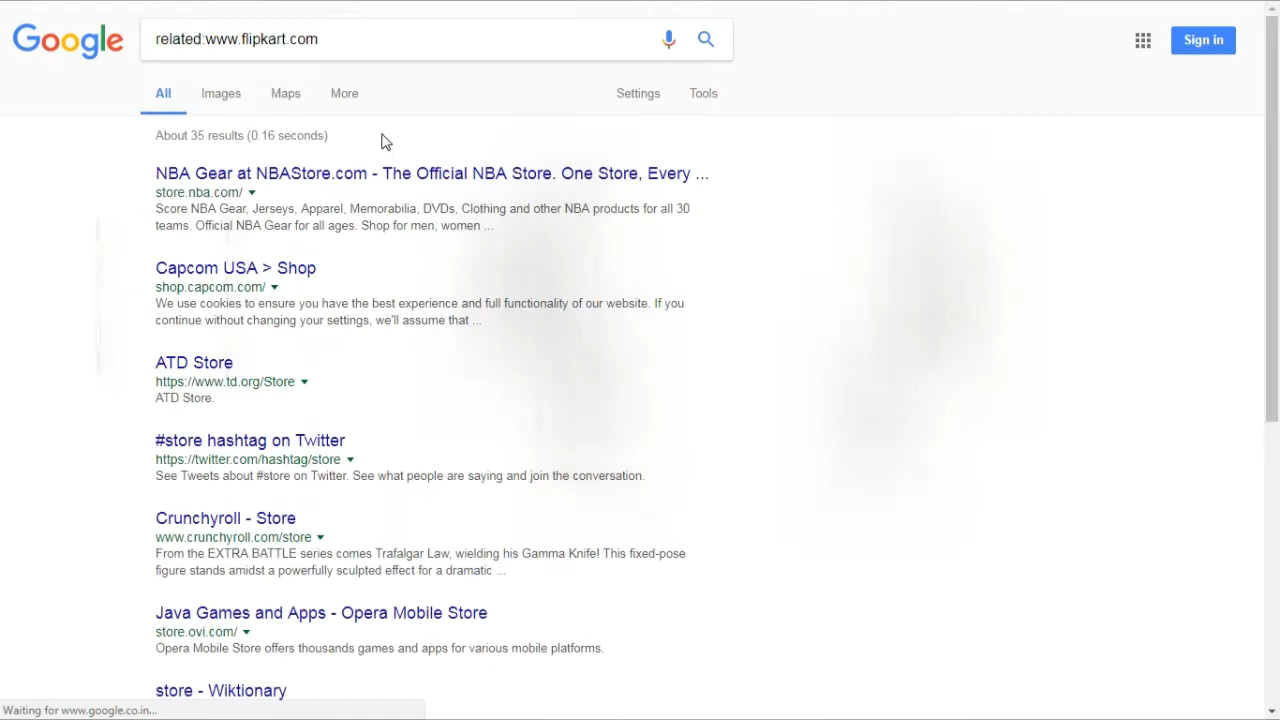 Google
related:www.flipkart.com
Sign in
All Images Maps More Settings Tools
About 35 results (0.16 seconds)
NBA Gear at NBAStore.com - The Official NBA Store. One Store, Every ...
store.nba.com/
Score NBA Gear, Jerseys, Apparel, Memorabilia, DVDs, Clothing and other NBA products for all 30
teams. Official NBA Gear for all ages. Shop for men, women ...
Capcom USA > Shop
shop.capcom.com/
We use cookies to ensure you have the best experience and full functionality of our website. If you
continue without changing your settings, we'll assume that ...
ATD Store
https://www.td.org/Store
ATD Store.
#store hashtag on Twitter
https://twitter.com/hashtag/store
See Tweets about #store on Twitter. See what people are saying and join the conversation.
Crunchyroll - Store
www.crunchyroll.com/store
From the EXTRA BATTLE series comes Trafalgar Law, wielding his Gamma Knife! This fixed-pose
figure stands amidst a powerfully sculpted effect for a dramatic ...
Java Games and Apps - Opera Mobile Store
store.ovi.com/
Opera Mobile Store offers thousands games and apps for various mobile platforms.
store - Wiktionary
Waiting for www.google.co.in...